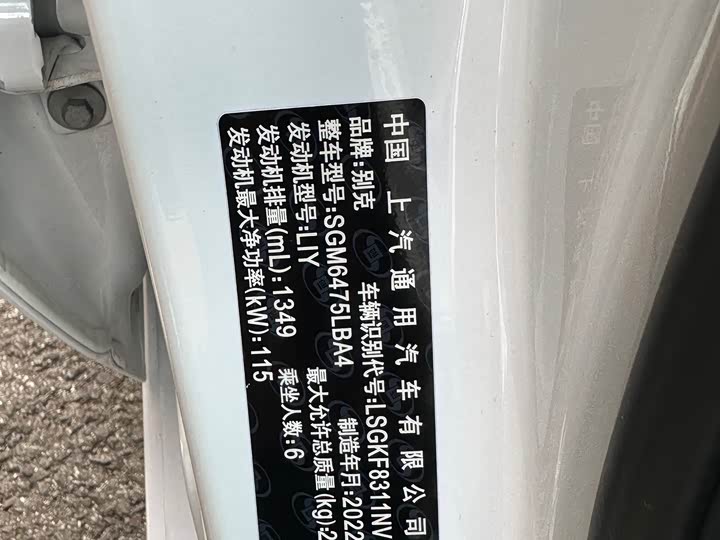 中国 上汽通用汽车有限公司
品牌:别克 车辆识别代号:LSGKF8311NV
整车型号:SGM6475LBA4 制造年月:2022
发动机型号:LIY 最大允许总质量(kg):2
发动机排量(mL):1349 乘坐人数:6
发动机最大净功率(kW):115